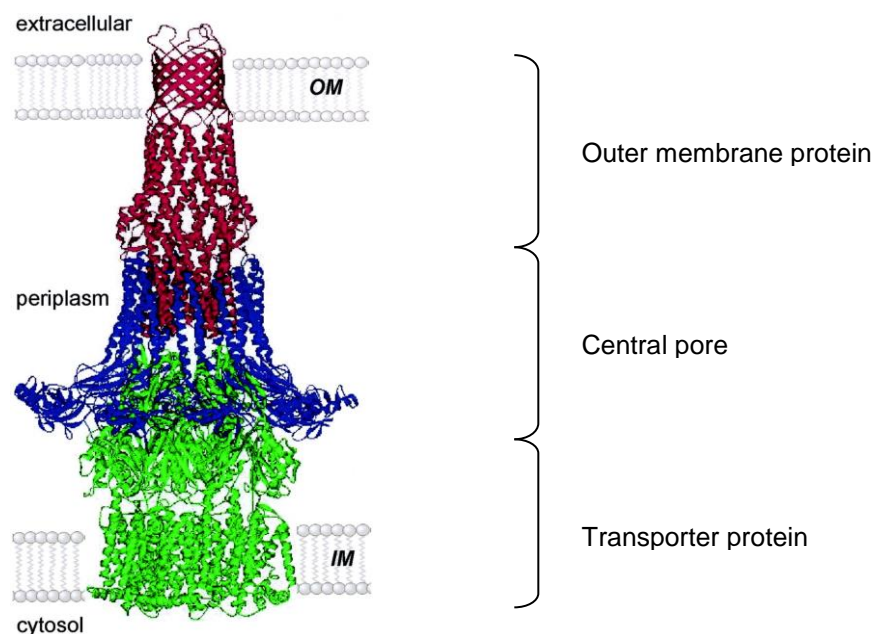 extracellular
OM
Outer membrane protein
periplasm
Central pore
Transporter protein
IM
cytosol